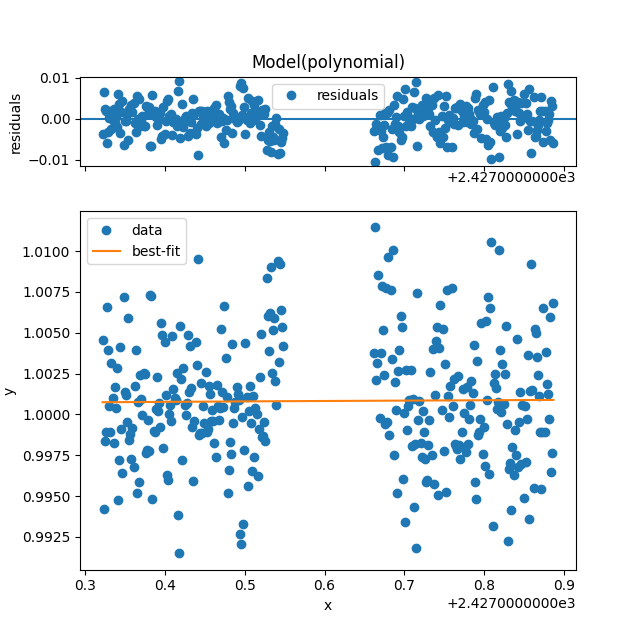 Model(polynomial)
0.01
0.00
−0.01
residuals
residuals
+2.4270000000e3
data
best-fit
1.0100
1.0075
1.0050
1.0025
1.0000
0.9975
0.9950
0.9925
y
0.3 0.4 0.5 0.6 0.7 0.8 0.9
x
+2.4270000000e3